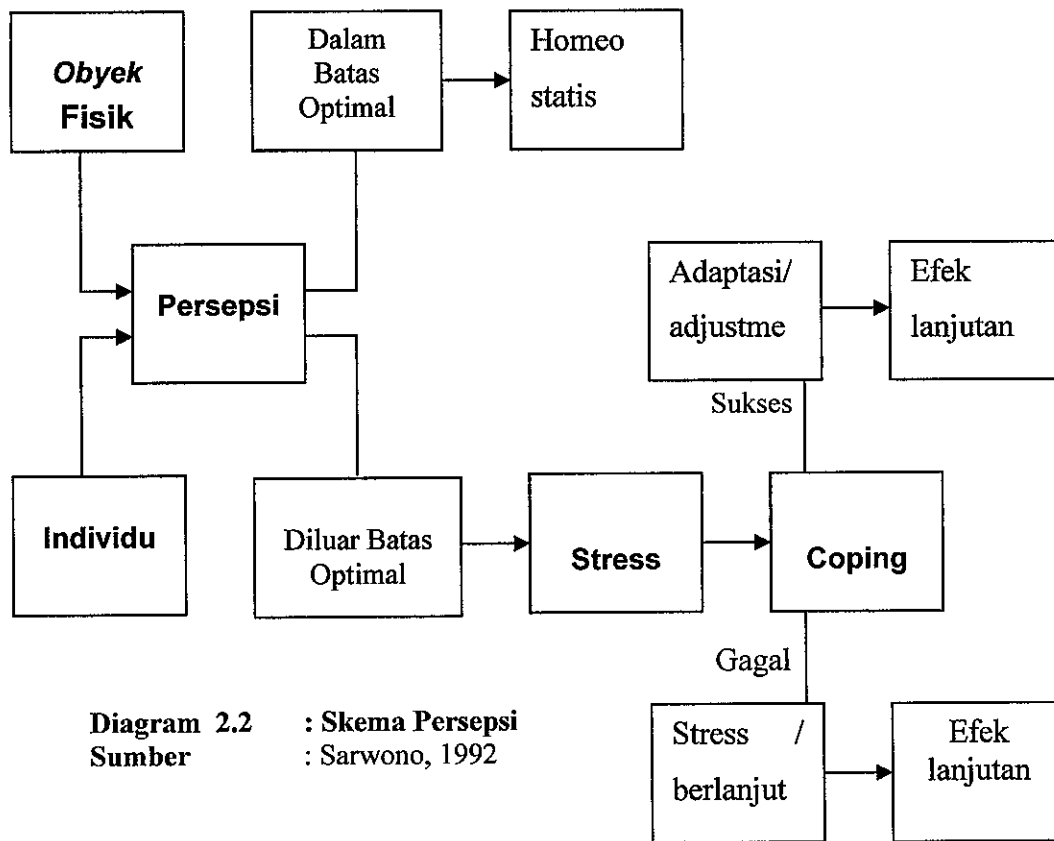 Obyek
Fisik
Dalam
Batas
Optimal
Homeo
statis
Persepsi
Adaptasi/
adjustme
Efek
lanjutan
Sukses
Individu
Diluar Batas
Optimal
Stress
Coping
Gagal
Stress /
berlanjut
Efek
lanjutan
Diagram 2.2 : Skema Persepsi
Sumber : Sarwono, 1992